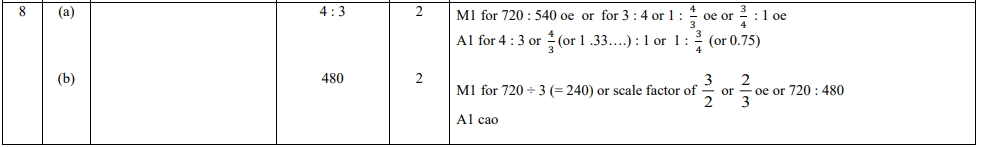 8 (a) 4 : 3 2 M1 for 720 : 540 oe or for 3 : 4 or 1 : 4/3 oe or 3/4 : 1 oe
A1 for 4 : 3 or 4/3 (or 1 .33….) : 1 or 1 : 3/4 (or 0.75)
(b) 480 2 M1 for 720 ÷ 3 (= 240) or scale factor of 3/2 or 2/3 oe or 720 : 480
A1 cao